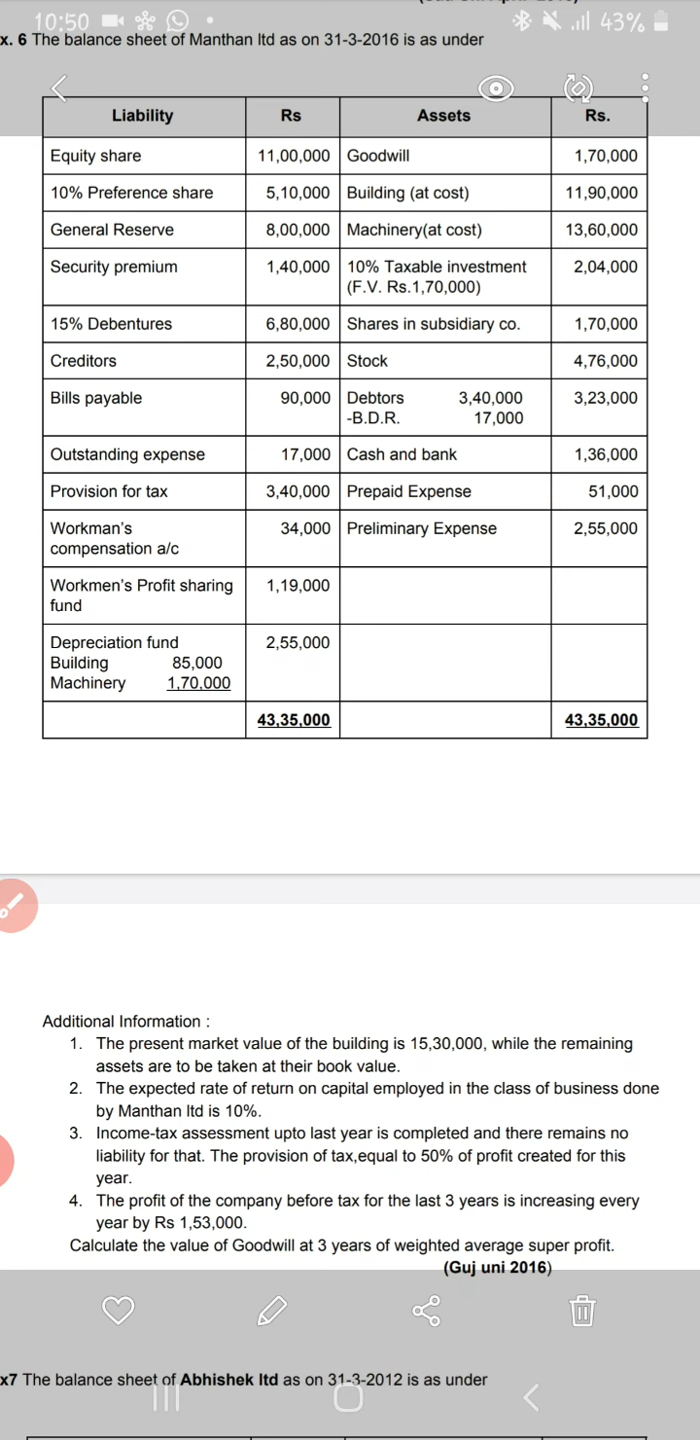 10:50 43%
x. 6 The balance sheet of Manthan ltd as on 31-3-2016 is as under
Liability Rs Assets Rs.
Equity share 11,00,000 Goodwill 1,70,000
10% Preference share 5,10,000 Building (at cost) 11,90,000
General Reserve 8,00,000 Machinery(at cost) 13,60,000
Security premium 1,40,000 10% Taxable investment 2,04,000
(F.V. Rs.1,70,000)
15% Debentures 6,80,000 Shares in subsidiary co. 1,70,000
Creditors 2,50,000 Stock 4,76,000
Bills payable 90,000 Debtors 3,40,000 3,23,000
-B.D.R. 17,000
Outstanding expense 17,000 Cash and bank 1,36,000
Provision for tax 3,40,000 Prepaid Expense 51,000
Workman's 34,000 Preliminary Expense 2,55,000
compensation a/c
Workmen's Profit sharing 1,19,000
fund
Depreciation fund 2,55,000
Building 85,000
Machinery 1,70,000
43,35,000 43,35,000
Additional Information :
1. The present market value of the building is 15,30,000, while the remaining
assets are to be taken at their book value.
2. The expected rate of return on capital employed in the class of business done
by Manthan ltd is 10%.
3. Income-tax assessment upto last year is completed and there remains no
liability for that. The provision of tax,equal to 50% of profit created for this
year.
4. The profit of the company before tax for the last 3 years is increasing every
year by Rs 1,53,000.
Calculate the value of Goodwill at 3 years of weighted average super profit.
(Guj uni 2016)
x7 The balance sheet of Abhishek ltd as on 31-3-2012 is as under